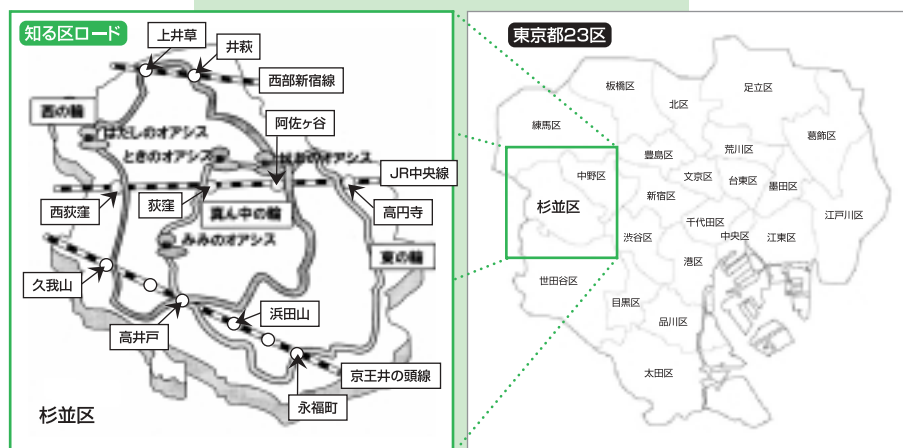 知る区ロード
上井草
井荻
西部新宿線
西の輪
阿佐ヶ谷
はたしのオアシス
ときのオアシス
はあのオアシス
JR中央線
西荻窪
荻窪
真ん中の輪
高円寺
みみのオアシス
東の輪
久我山
浜田山
高井戸
京王井の頭線
永福町
杉並区
東京都23区
板橋区
足立区
北区
練馬区
葛飾区
荒川区
豊島区
中野区
文京区
台東区
墨田区
新宿区
杉並区
江戸川区
千代田区
渋谷区
中央区
江東区
港区
世田谷区
目黒区
品川区
太田区